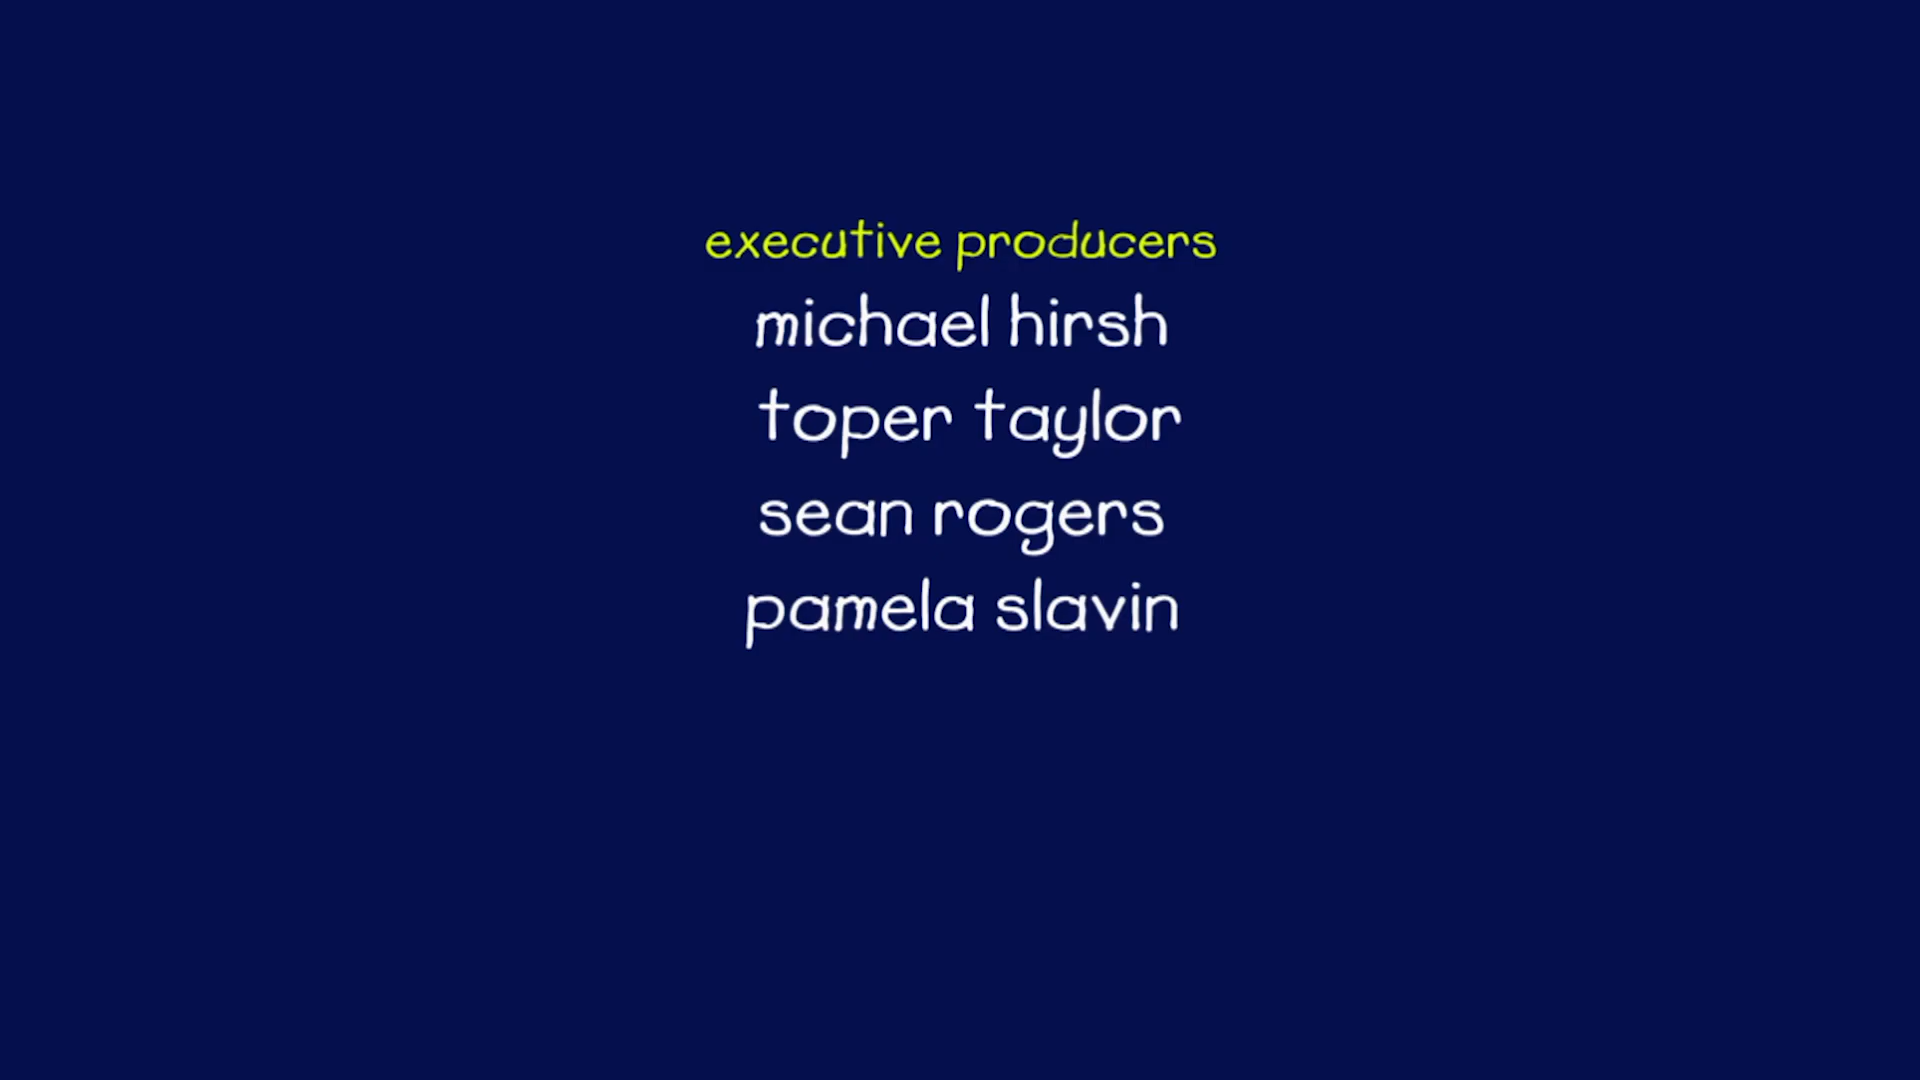 executive producers
michael hirsh
toper taylor
sean rogers
pamela slavin